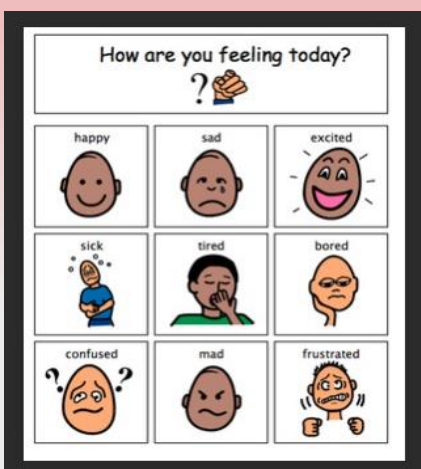 How are you feeling today?
?
happy sad excited
sick tired bored
confused mad frustrated
? ?